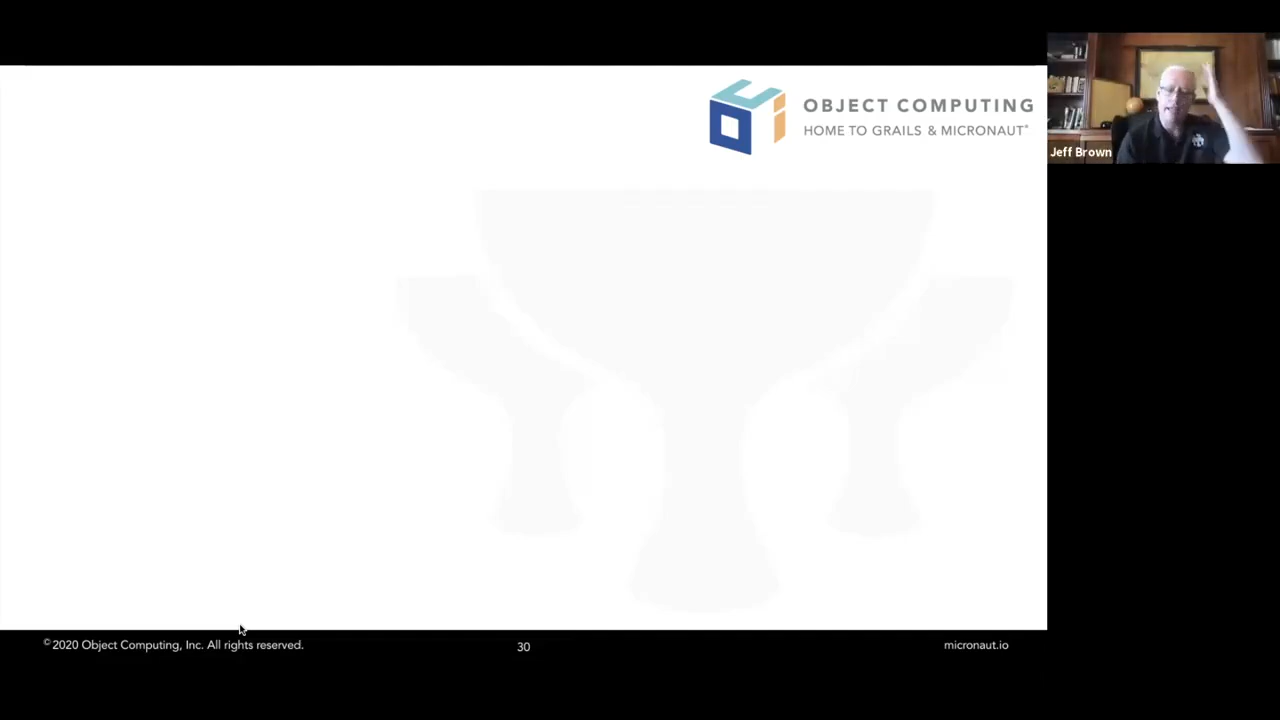 OBJECT COMPUTING
HOME TO GRAILS & MICRONAUT®
Jeff Brown
© 2020 Object Computing, Inc. All rights reserved.
30
micronaut.io